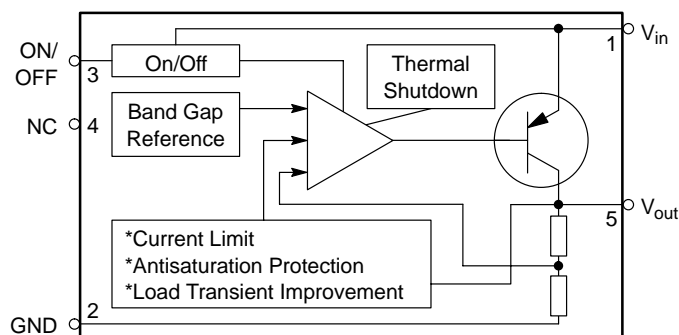 ON/
OFF
3
On/Off
Thermal
Shutdown
1
Vin
NC
4
Band Gap
Reference
*Current Limit
*Antisaturation Protection
*Load Transient Improvement
5
Vout
GND
2